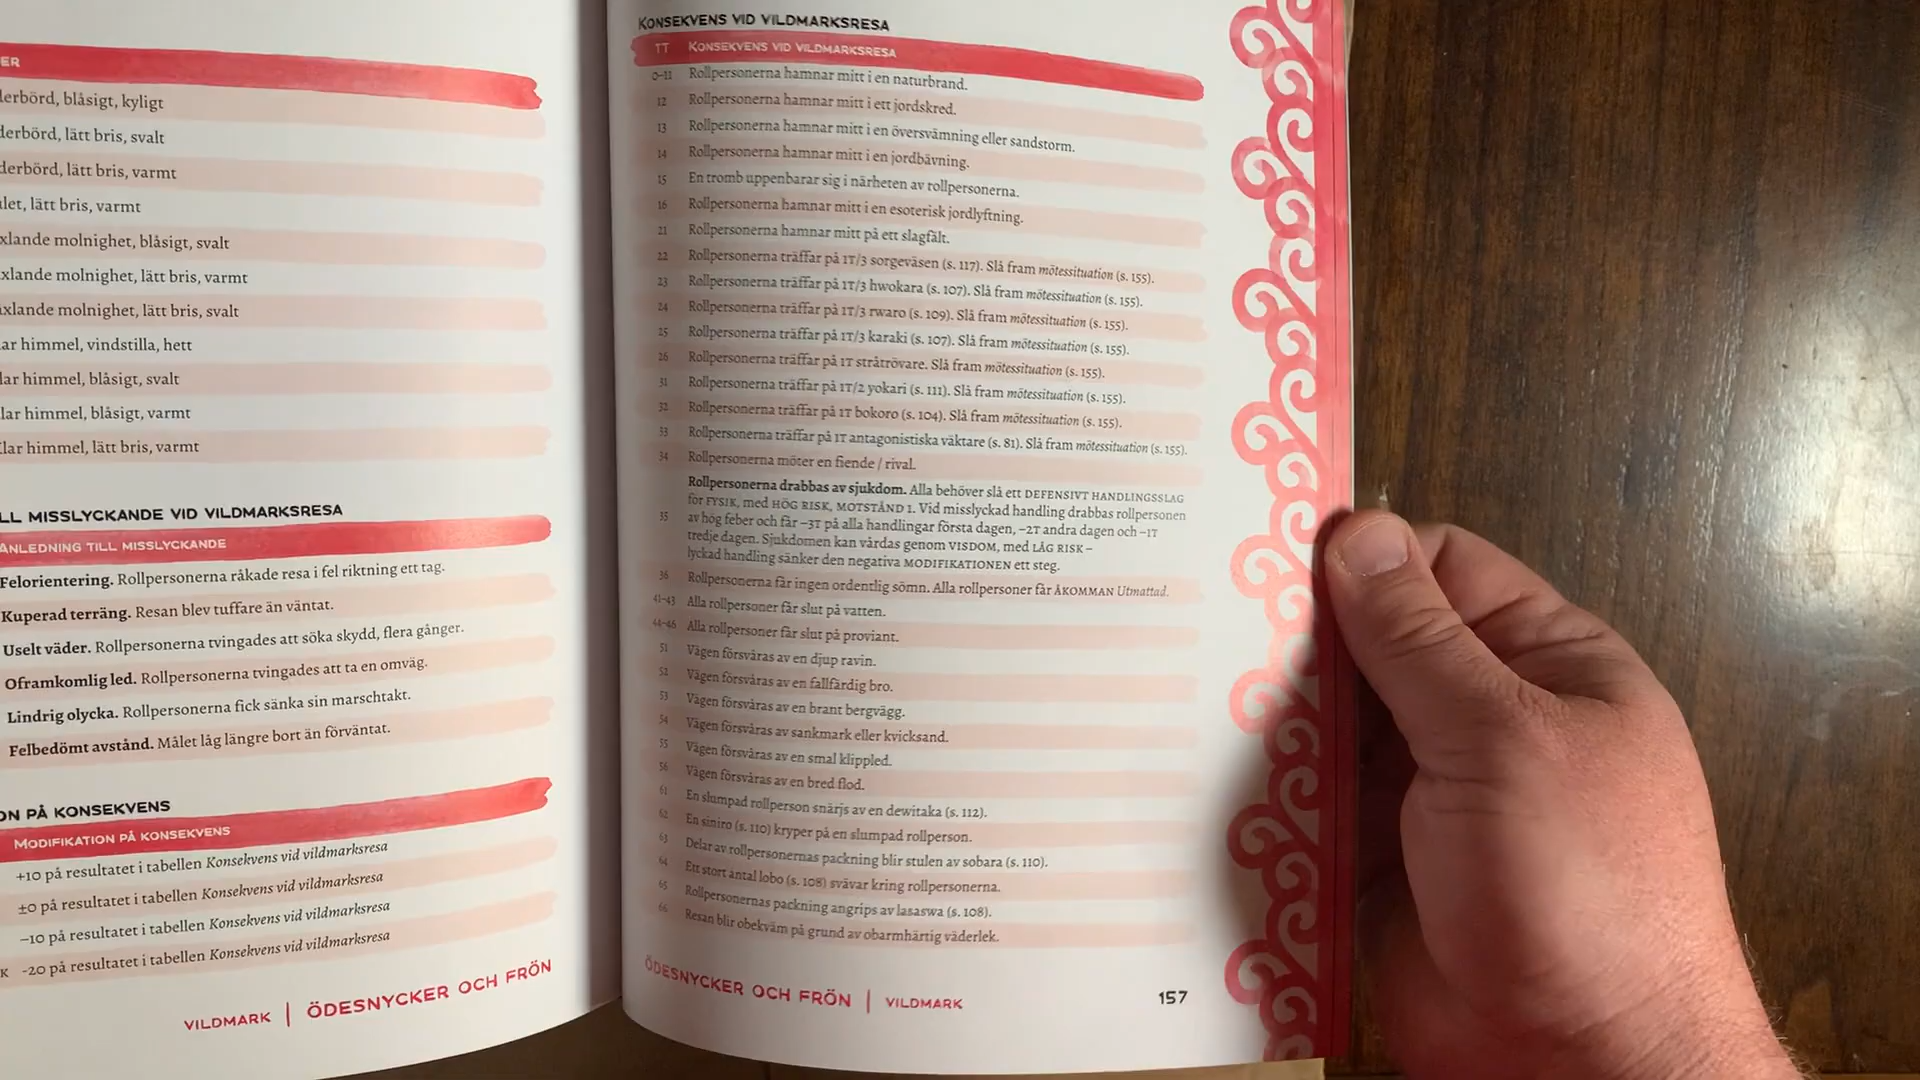 ER
derbörd, blåsigt, kyligt
derbörd, lätt bris, svalt
derbörd, lätt bris, varmt
lätt bris, varmt
xlande molnighet, blåsigt, svalt
xlande molnighet, lätt bris, varmt
xlande molnighet, lätt bris, svalt
ar himmel, vindstilla, hett
lar himmel, blåsigt, svalt
lar himmel, blåsigt, varmt
lar himmel, lätt bris, varmt
LL MISSLYCKANDE VID VILDMARKSRESA
ANLEDNING TILL MISSLYCKANDE
Felorientering. Rollpersonerna råkade resa i fel riktning ett tag.
Kuperad terräng. Resan blev tuffare än väntat.
Uselt väder. Rollpersonerna tvingades att söka skydd, flera gånger.
Oframkomlig led. Rollpersonerna tvingades att ta en omväg.
Lindrig olycka. Rollpersonerna fick sänka sin marschtakt.
Felbedömt avstånd. Målet låg längre bort än förväntat.
ON PÅ KONSEKVENS
MODIFIKATION PÅ KONSEKVENS
+10 på resultatet i tabellen Konsekvens vid vildmarksresa
±0 på resultatet i tabellen Konsekvens vid vildmarksresa
–10 på resultatet i tabellen Konsekvens vid vildmarksresa
K -20 på resultatet i tabellen Konsekvens vid vildmarksresa
VILDMARK | ÖDESNYCKER OCH FRÖN
KONSEKVENS VID VILDMARKSRESA
TT KONSEKVENS VID VILDMARKSRESA
0–11 Rollpersonerna hamnar mitt i en naturbrand.
12 Rollpersonerna hamnar mitt i ett jordskred.
13 Rollpersonerna hamnar mitt i en översvämning eller sandstorm.
14 Rollpersonerna hamnar mitt i en jordbävning.
15 En tromb uppenbarar sig i närheten av rollpersonerna.
16 Rollpersonerna hamnar mitt i en esoterisk jordlyftning.
21 Rollpersonerna hamnar mitt på ett slagfält.
22 Rollpersonerna träffar på 1T/3 sorgeväsen (s. 117). Slå fram mötessituation (s. 155).
23 Rollpersonerna träffar på 1T/3 hwokara (s. 107). Slå fram mötessituation (s. 155).
24 Rollpersonerna träffar på 1T/3 rwaro (s. 109). Slå fram mötessituation (s. 155).
25 Rollpersonerna träffar på 1T/3 karaki (s. 107). Slå fram mötessituation (s. 155).
26 Rollpersonerna träffar på 1T stråtrövare. Slå fram mötessituation (s. 155).
31 Rollpersonerna träffar på 1T/2 yokari (s. 111). Slå fram mötessituation (s. 155).
32 Rollpersonerna träffar på 1T bokoro (s. 104). Slå fram mötessituation (s. 155).
33 Rollpersonerna träffar på 1T antagonistiska väktare (s. 81). Slå fram mötessituation (s. 155).
34 Rollpersonerna möter en fiende / rival.
Rollpersonerna drabbas av sjukdom. Alla behöver slå ett DEFENSIVT HANDLINGSSLAG
för FYSIK, med HÖG RISK, MOTSTÅND 1. Vid misslyckad handling drabbas rollpersonen
35 av hög feber och får –3T på alla handlingar första dagen, –2T andra dagen och –1T
tredje dagen. Sjukdomen kan vårdas genom VISDOM, med LÅG RISK –
lyckad handling sänker den negativa MODIFIKATIONEN ett steg.
36 Rollpersonerna får ingen ordentlig sömn. Alla rollpersoner får ÅKOMMAN Utmattad.
41–43 Alla rollpersoner får slut på vatten.
44–46 Alla rollpersoner får slut på proviant.
51 Vägen försvåras av en djup ravin.
52 Vägen försvåras av en fallfärdig bro.
53 Vägen försvåras av en brant bergvägg.
54 Vägen försvåras av sankmark eller kvicksand.
55 Vägen försvåras av en smal klippled.
56 Vägen försvåras av en bred flod.
61 En slumpad rollperson snärjs av en dewitaka (s. 112).
62 En siniro (s. 110) kryper på en slumpad rollperson.
63 Delar av rollpersonernas packning blir stulen av sobara (s. 110).
64 Ett stort antal lobo (s. 108) svävar kring rollpersonerna.
65 Rollpersonernas packning angrips av lasaswa (s. 108).
66 Resan blir obekväm på grund av obarmhärtig väderlek.
ÖDESNYCKER OCH FRÖN | VILDMARK 157